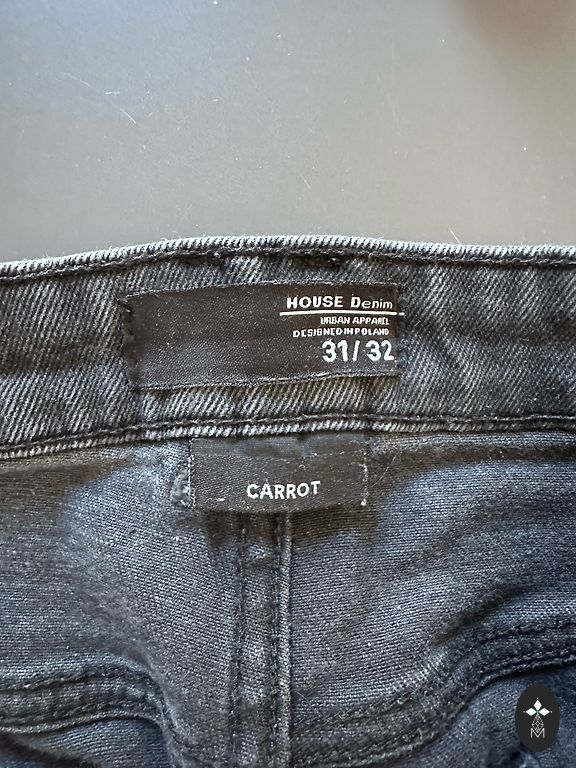 HOUSE Denim
URBAN APPAREL
DESIGNED IN POLAND
31/32
CARROT
M